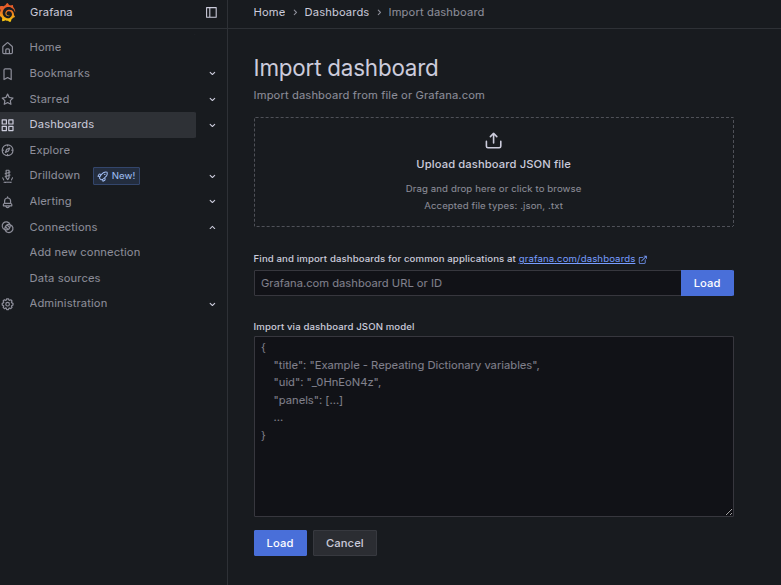 Grafana
Home › Dashboards › Import dashboard
Home
Bookmarks
Starred
Dashboards
Explore
Drilldown New!
Alerting
Connections
Add new connection
Data sources
Administration
Import dashboard
Import dashboard from file or Grafana.com
Upload dashboard JSON file
Drag and drop here or click to browse
Accepted file types: .json, .txt
Find and import dashboards for common applications at grafana.com/dashboards
Grafana.com dashboard URL or ID
Load
Import via dashboard JSON model
{
"title": "Example - Repeating Dictionary variables",
"uid": "_0HnEoN4z",
"panels": [...]
...
}
Load
Cancel